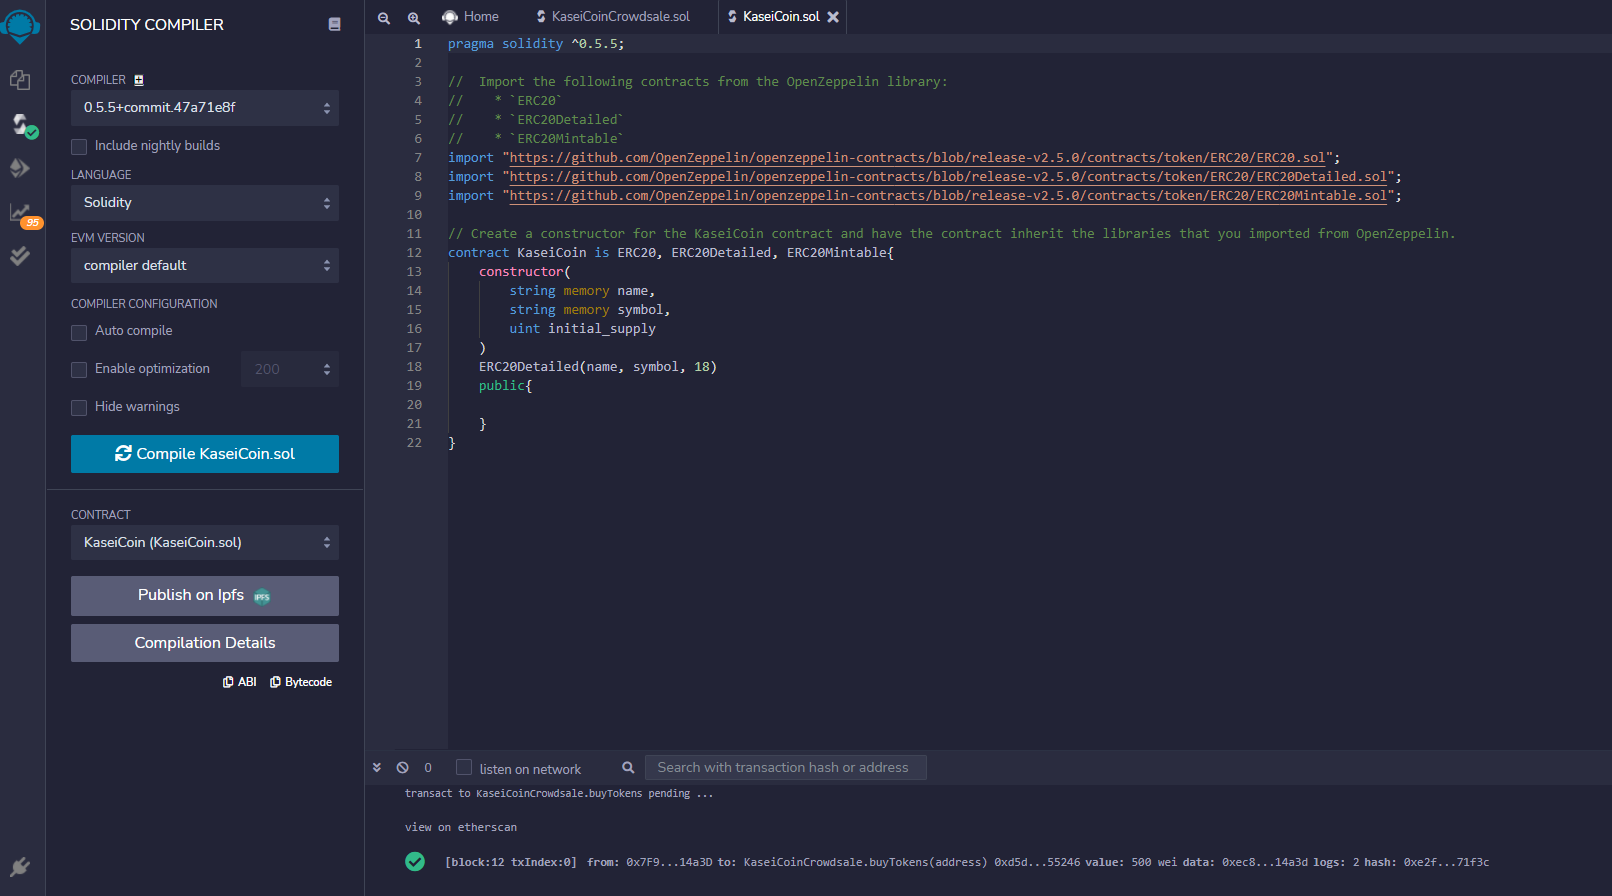 SOLIDITY COMPILER
COMPILER
0.5.5+commit.47a71e8f
Include nightly builds
LANGUAGE
Solidity
EVM VERSION
compiler default
COMPILER CONFIGURATION
Auto compile
Enable optimization 200
Hide warnings
Compile KaseiCoin.sol
CONTRACT
KaseiCoin (KaseiCoin.sol)
Publish on Ipfs IPFS
Compilation Details
ABI Bytecode
95
Home KaseiCoinCrowdsale.sol KaseiCoin.sol
1 pragma solidity ^0.5.5;
2
3 //  Import the following contracts from the OpenZeppelin library:
4 //    * `ERC20`
5 //    * `ERC20Detailed`
6 //    * `ERC20Mintable`
7 import "https://github.com/OpenZeppelin/openzeppelin-contracts/blob/release-v2.5.0/contracts/token/ERC20/ERC20.sol";
8 import "https://github.com/OpenZeppelin/openzeppelin-contracts/blob/release-v2.5.0/contracts/token/ERC20/ERC20Detailed.sol";
9 import "https://github.com/OpenZeppelin/openzeppelin-contracts/blob/release-v2.5.0/contracts/token/ERC20/ERC20Mintable.sol";
10
11 // Create a constructor for the KaseiCoin contract and have the contract inherit the libraries that you imported from OpenZeppelin.
12 contract KaseiCoin is ERC20, ERC20Detailed, ERC20Mintable{
13     constructor(
14         string memory name,
15         string memory symbol,
16         uint initial_supply
17     )
18     ERC20Detailed(name, symbol, 18)
19     public{
20
21     }
22 }
0 listen on network Search with transaction hash or address
transact to KaseiCoinCrowdsale.buyTokens pending ...
view on etherscan
[block:12 txIndex:0] from: 0x7F9...14a3D to: KaseiCoinCrowdsale.buyTokens(address) 0xd5d...55246 value: 500 wei data: 0xec8...14a3d logs: 2 hash: 0xe2f...71f3c